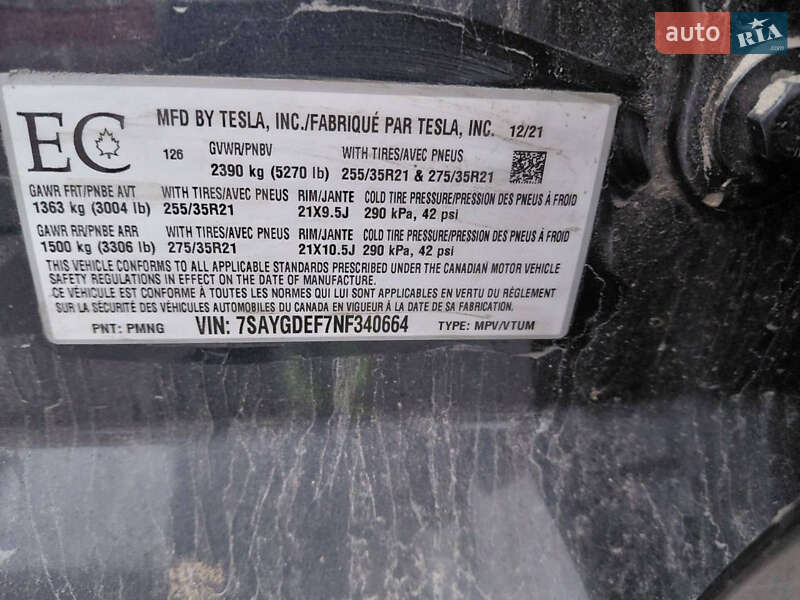 auto RIA .com
EC
MFD BY TESLA, INC./FABRIQUÉ PAR TESLA, INC. 12/21
126 GVWR/PNBV WITH TIRES/AVEC PNEUS
2390 kg (5270 lb) 255/35R21 & 275/35R21
GAWR FRT/PNBE AVT WITH TIRES/AVEC PNEUS RIM/JANTE COLD TIRE PRESSURE/PRESSION DES PNEUS À FROID
1363 kg (3004 lb) 255/35R21 21X9.5J 290 kPa, 42 psi
GAWR RR/PNBE ARR WITH TIRES/AVEC PNEUS RIM/JANTE COLD TIRE PRESSURE/PRESSION DES PNEUS À FROID
1500 kg (3306 lb) 275/35R21 21X10.5J 290 kPa, 42 psi
THIS VEHICLE CONFORMS TO ALL APPLICABLE STANDARDS PRESCRIBED UNDER THE CANADIAN MOTOR VEHICLE
SAFETY REGULATIONS IN EFFECT ON THE DATE OF MANUFACTURE.
CE VÉHICULE EST CONFORME À TOUTES LES NORMES QUI LUI SONT APPLICABLES EN VERTU DU RÈGLEMENT
SUR LA SÉCURITÉ DES VÉHICULES AUTOMOBILES DU CANADA EN VIGUEUR À LA DATE DE SA FABRICATION.
PNT: PMNG VIN: 7SAYGDEF7NF340664 TYPE: MPV/VTUM